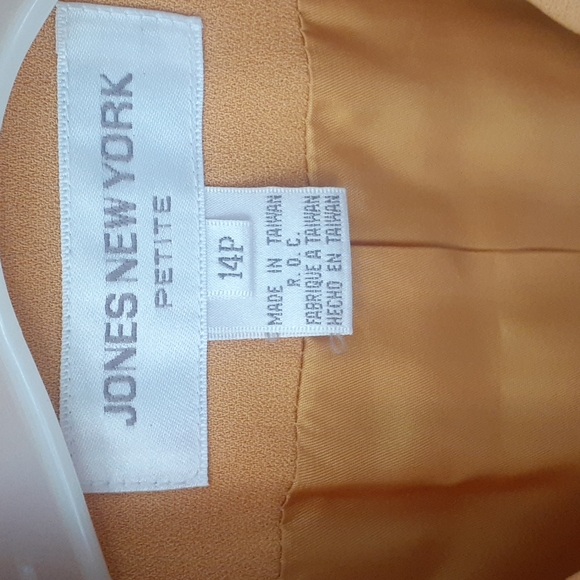 JONES NEW YORK
PETITE
14P
MADE IN TAIWAN
R.O.C.
FABRIQUE A TAIWAN
HECHO EN TAIWAN